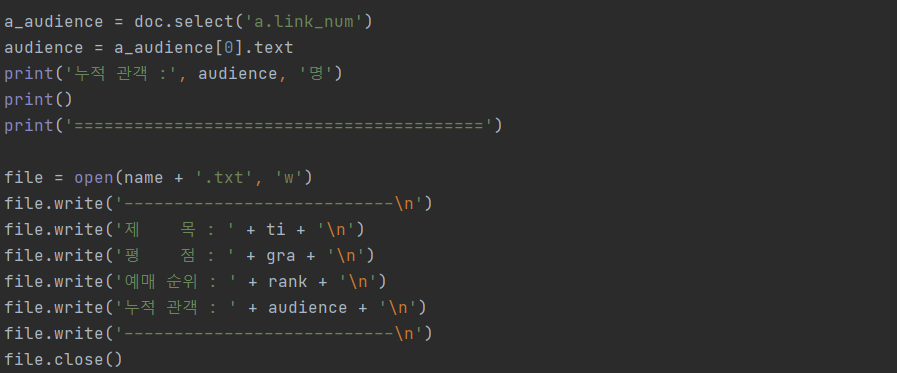 a_audience = doc.select('a.link_num')
audience = a_audience[0].text
print('누적 관객 :', audience, '명')
print()
print('=========================================')
file = open(name + '.txt', 'w')
file.write('---------------------------\n')
file.write('제    목 : ' + ti + '\n')
file.write('평    점 : ' + gra + '\n')
file.write('예매 순위 : ' + rank + '\n')
file.write('누적 관객 : ' + audience + '\n')
file.write('---------------------------\n')
file.close()